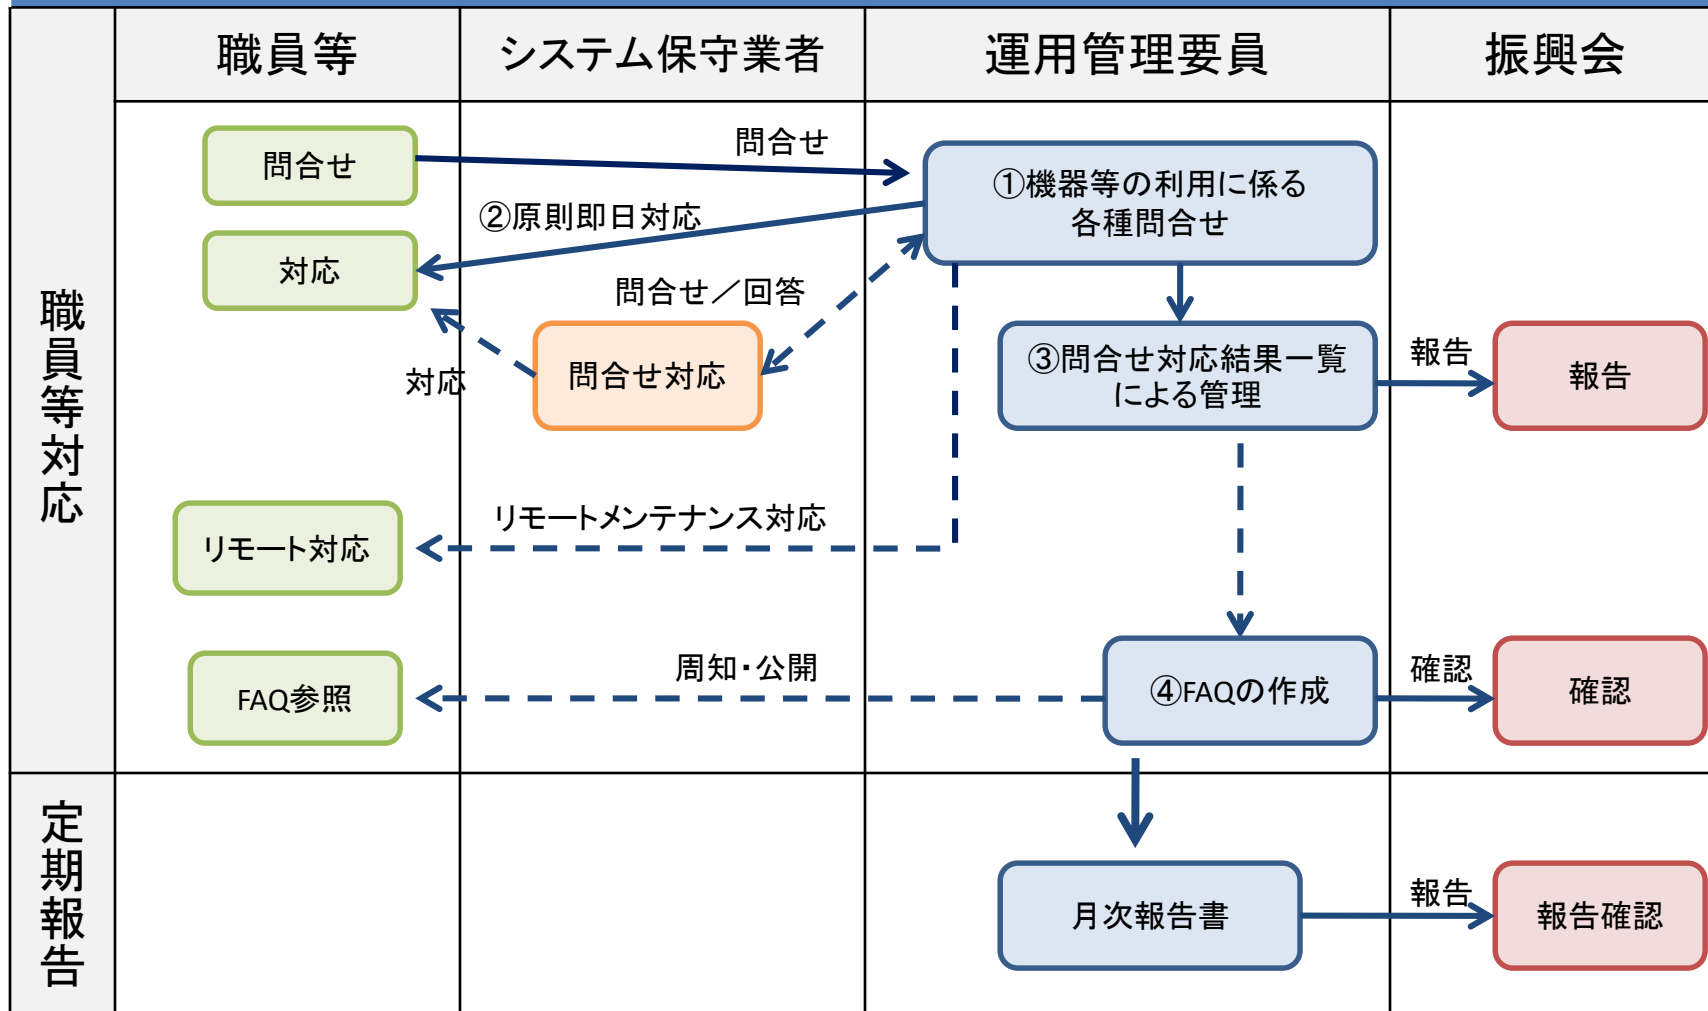 職員等
システム保守業者
運用管理要員
振興会
職員等対応
問合せ
問合せ
①機器等の利用に係る
各種問合せ
②原則即日対応
対応
問合せ／回答
対応
問合せ対応
③問合せ対応結果一覧
による管理
報告
報告
リモートメンテナンス対応
リモート対応
周知・公開
FAQ参照
④FAQの作成
確認
確認
定期報告
月次報告書
報告
報告確認